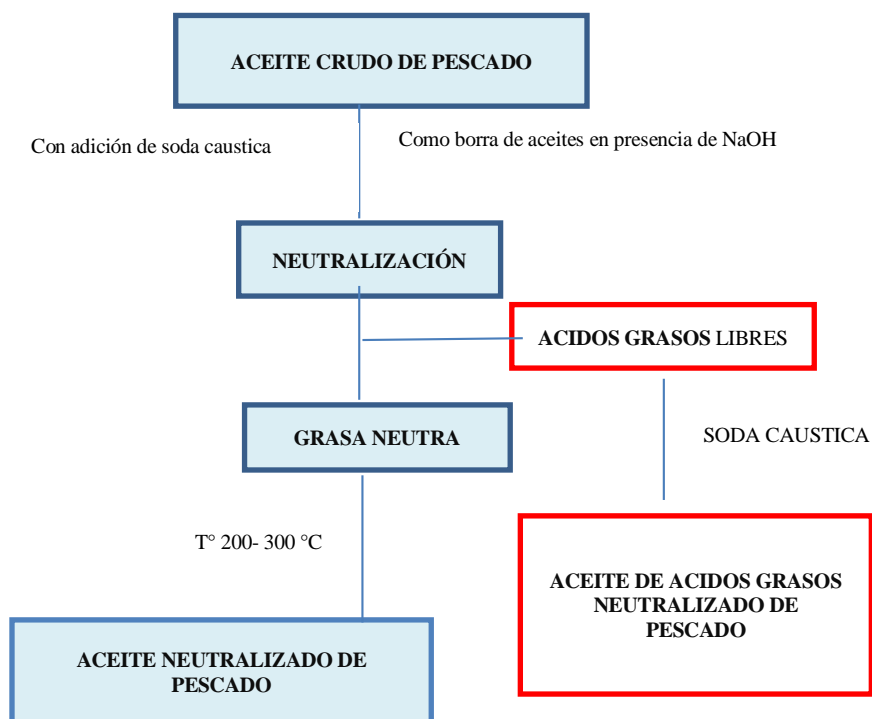 ACEITE CRUDO DE PESCADO
Con adición de soda caustica
Como borra de aceites en presencia de NaOH
NEUTRALIZACIÓN
ACIDOS GRASOS LIBRES
GRASA NEUTRA
SODA CAUSTICA
T° 200- 300 °C
ACEITE DE ACIDOS GRASOS
NEUTRALIZADO DE
PESCADO
ACEITE NEUTRALIZADO DE
PESCADO